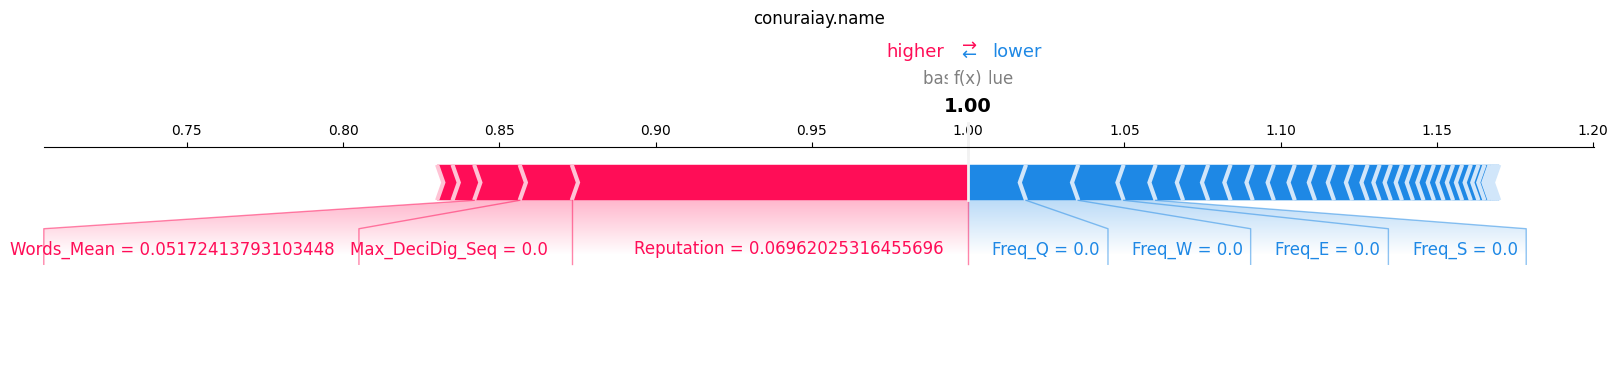 conuraiay.name
higher ⇄ lower
bas f(x) lue
1.00
0.75 0.80 0.85 0.90 0.95 1.00 1.05 1.10 1.15 1.20
Words_Mean = 0.05172413793103448 Max_DeciDig_Seq = 0.0 Reputation = 0.06962025316455696 Freq_Q = 0.0 Freq_W = 0.0 Freq_E = 0.0 Freq_S = 0.0